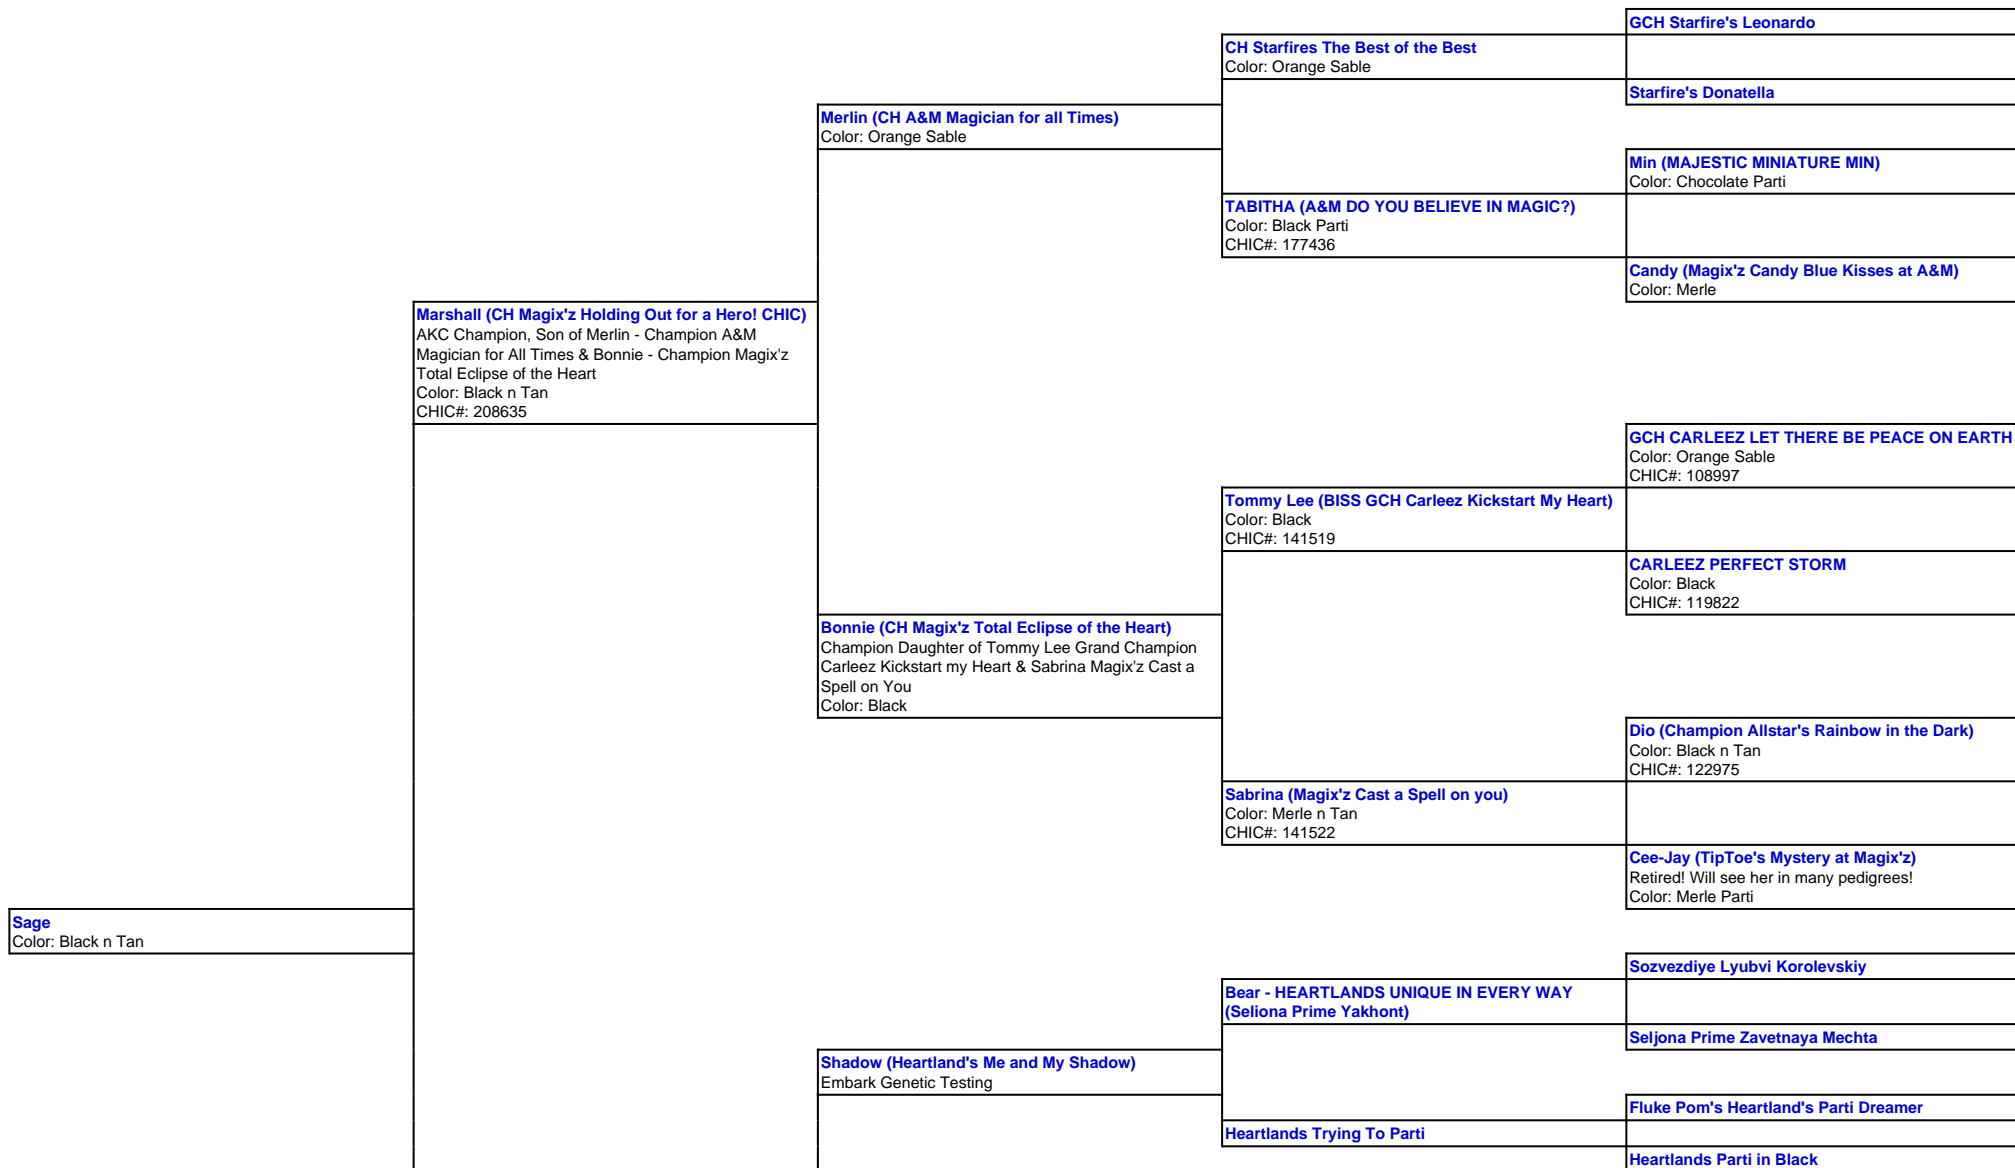 GCH Starfire's Leonardo
CH Starfires The Best of the Best
Color: Orange Sable
Starfire's Donatella
Merlin (CH A&M Magician for all Times)
Color: Orange Sable
Min (MAJESTIC MINIATURE MIN)
Color: Chocolate Parti
TABITHA (A&M DO YOU BELIEVE IN MAGIC?)
Color: Black Parti
CHIC#: 177436
Candy (Magix'z Candy Blue Kisses at A&M)
Color: Merle
Marshall (CH Magix'z Holding Out for a Hero! CHIC)
AKC Champion, Son of Merlin - Champion A&M
Magician for All Times & Bonnie - Champion Magix'z
Total Eclipse of the Heart
Color: Black n Tan
CHIC#: 208635
GCH CARLEEZ LET THERE BE PEACE ON EARTH
Color: Orange Sable
CHIC#: 108997
Tommy Lee (BISS GCH Carleez Kickstart My Heart)
Color: Black
CHIC#: 141519
CARLEEZ PERFECT STORM
Color: Black
CHIC#: 119822
Bonnie (CH Magix'z Total Eclipse of the Heart)
Champion Daughter of Tommy Lee Grand Champion
Carleez Kickstart my Heart & Sabrina Magix'z Cast a
Spell on You
Color: Black
Dio (Champion Allstar's Rainbow in the Dark)
Color: Black n Tan
CHIC#: 122975
Sabrina (Magix'z Cast a Spell on you)
Color: Merle n Tan
CHIC#: 141522
Cee-Jay (TipToe's Mystery at Magix'z)
Retired! Will see her in many pedigrees!
Color: Merle Parti
Sage
Color: Black n Tan
Sozvezdiye Lyubvi Korolevskiy
Bear - HEARTLANDS UNIQUE IN EVERY WAY
(Seliona Prime Yakhont)
Seljona Prime Zavetnaya Mechta
Shadow (Heartland's Me and My Shadow)
Embark Genetic Testing
Fluke Pom's Heartland's Parti Dreamer
Heartlands Trying To Parti
Heartlands Parti in Black